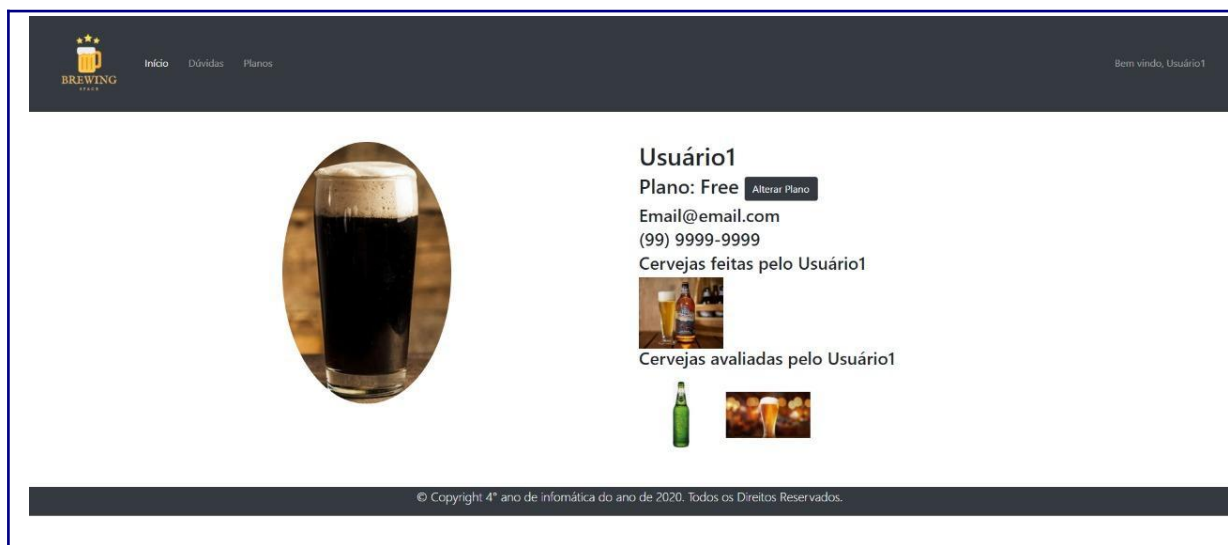 BREWING
SPACE
Início Dúvidas Planos
Bem vindo, Usuário1
Usuário1
Plano: Free Alterar Plano
Email@email.com
(99) 9999-9999
Cervejas feitas pelo Usuário1
Cervejas avaliadas pelo Usuário1
© Copyright 4° ano de infomática do ano de 2020. Todos os Direitos Reservados.